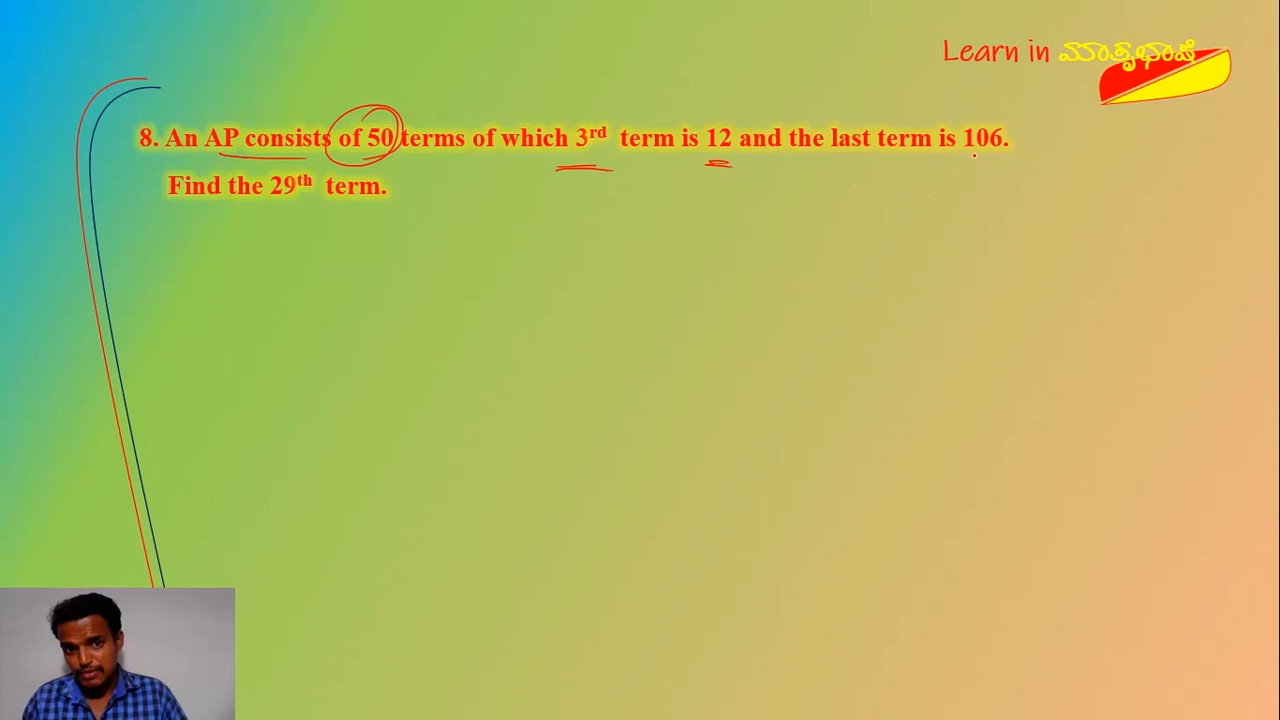 Learn in ಮಾತೃಭಾಷೆ
8. An AP consists of 50 terms of which 3rd term is 12 and the last term is 106.
Find the 29th term.